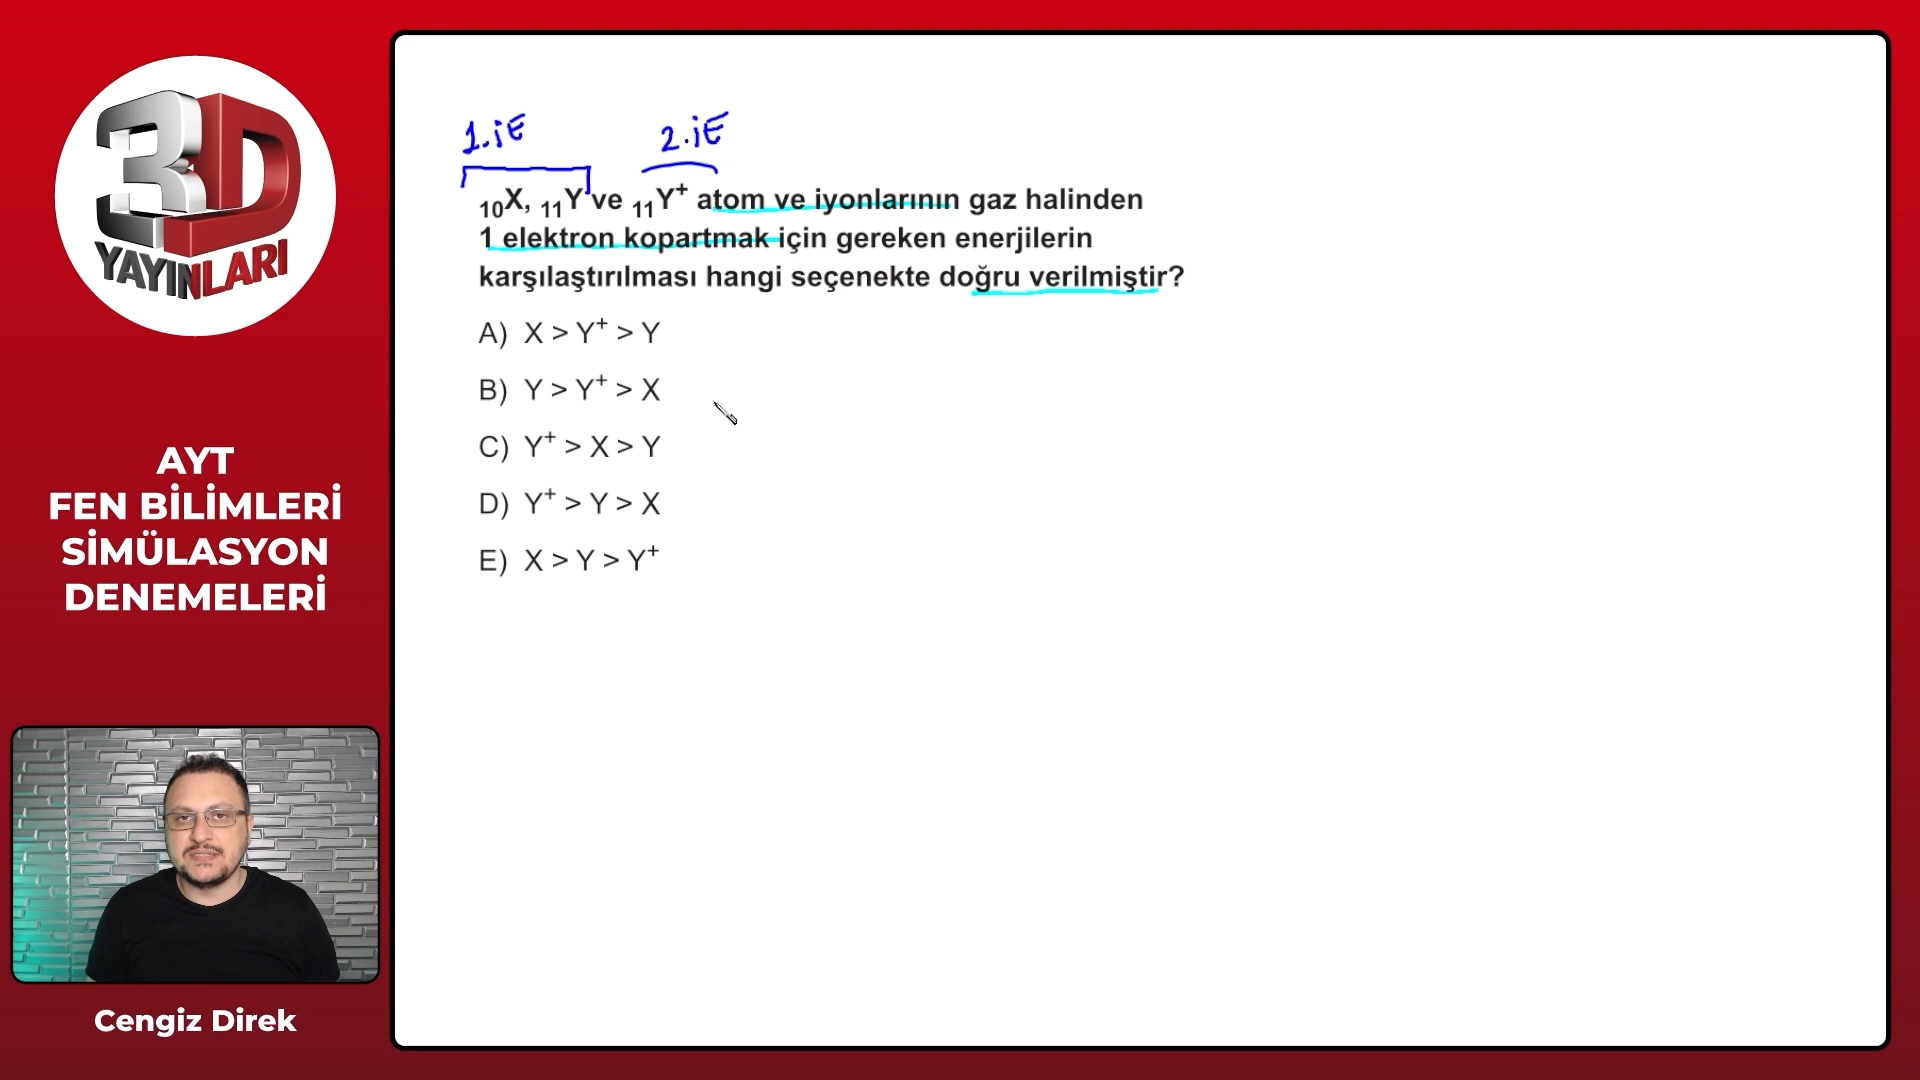 3D
YAYINLARI
AYT
FEN BİLİMLERİ
SİMÜLASYON
DENEMELERİ
Cengiz Direk
1.iE 2.iE
₁₀X, ₁₁Y ve ₁₁Y⁺ atom ve iyonlarının gaz halinden
1 elektron kopartmak için gereken enerjilerin
karşılaştırılması hangi seçenekte doğru verilmiştir?
A) X > Y⁺ > Y
B) Y > Y⁺ > X
C) Y⁺ > X > Y
D) Y⁺ > Y > X
E) X > Y > Y⁺